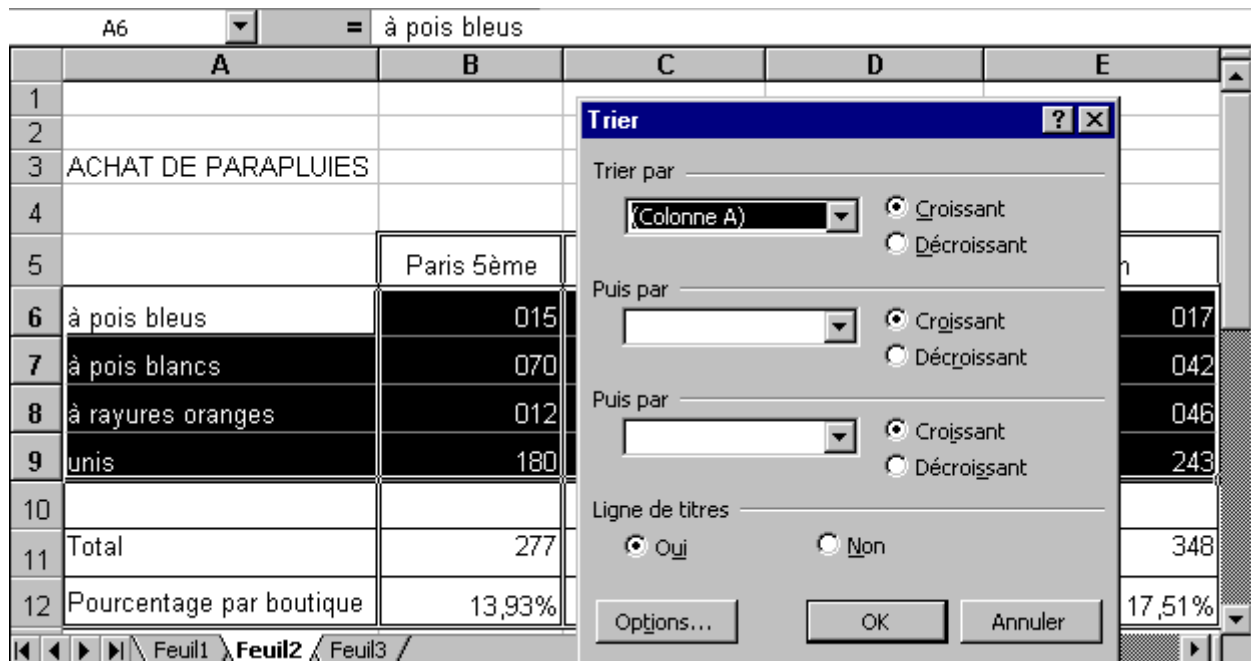 A6 = à pois bleus
A B C D E
1
2
3 ACHAT DE PARAPLUIES
4
5 Paris 5ème
6 à pois bleus 015 017
7 à pois blancs 070 042
8 à rayures oranges 012 046
9 unis 180 243
10
11 Total 277 348
12 Pourcentage par boutique 13,93% 17,51%
Feuil1 Feuil2 Feuil3
Trier ?
Trier par
(Colonne A) Croissant
Décroissant
Puis par
Croissant
Décroissant
Puis par
Croissant
Décroissant
Ligne de titres
Oui Non
Options... OK Annuler